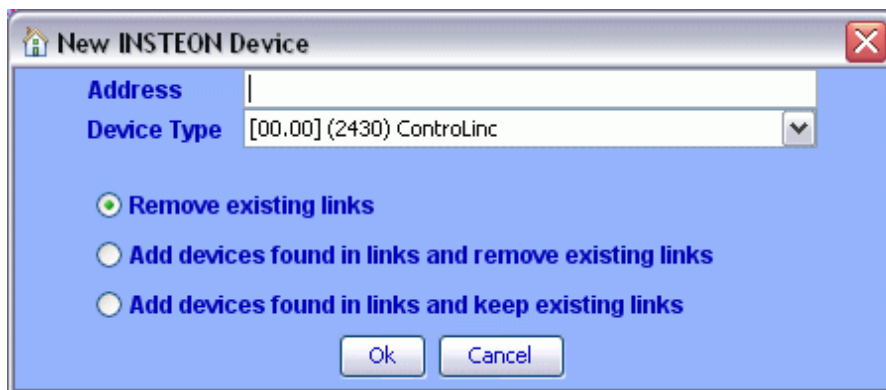 New INSTEON Device
Address
Device Type [00.00] (2430) ControLinc
Remove existing links
Add devices found in links and remove existing links
Add devices found in links and keep existing links
Ok Cancel